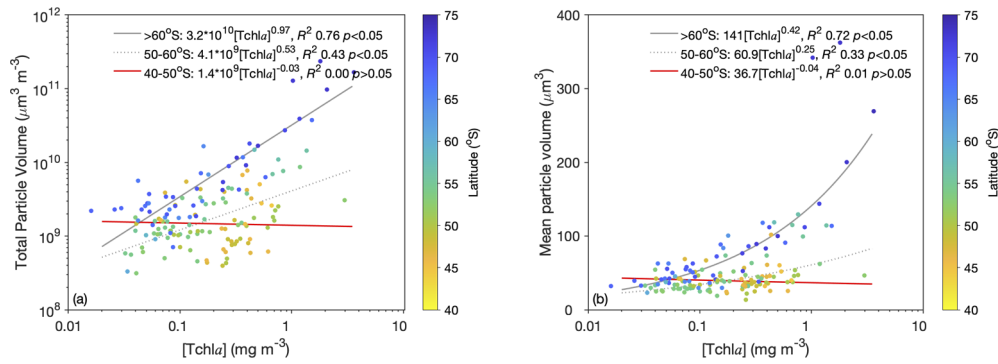 >60°S: 3.2*10^10[Tchla]^0.97, R^2 0.76 p<0.05
50-60°S: 4.1*10^9[Tchla]^0.53, R^2 0.43 p<0.05
40-50°S: 1.4*10^9[Tchla]^-0.03, R^2 0.00 p>0.05
Total Particle Volume (µm^3 m^-3)
10^12
10^11
10^10
10^9
10^8
(a)
0.01 0.1 1 10
[Tchla] (mg m^-3)
75
70
65
60
55
50
45
40
Latitude (°S)
>60°S: 141[Tchla]^0.42, R^2 0.72 p<0.05
50-60°S: 60.9[Tchla]^0.25, R^2 0.33 p<0.05
40-50°S: 36.7[Tchla]^-0.04, R^2 0.01 p>0.05
Mean particle volume (µm^3)
400
300
200
100
0
(b)
0.01 0.1 1 10
[Tchla] (mg m^-3)
75
70
65
60
55
50
45
40
Latitude (°S)